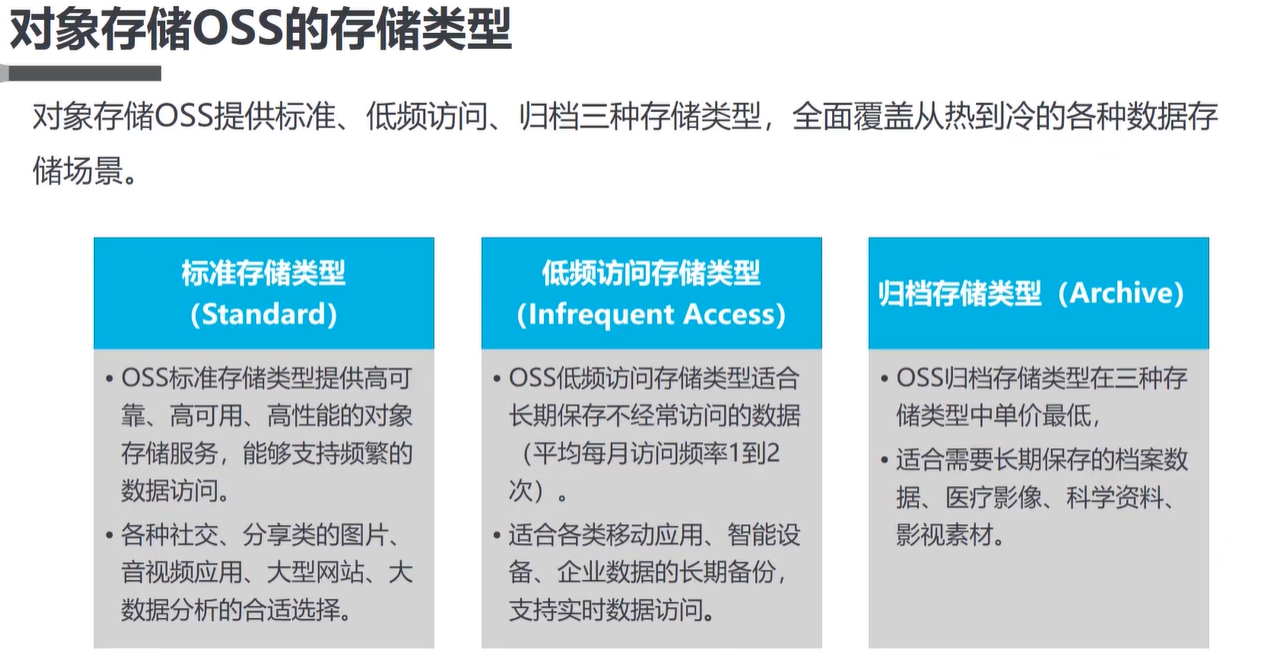 对象存储OSS的存储类型
对象存储OSS提供标准、低频访问、归档三种存储类型，全面覆盖从热到冷的各种数据存
储场景。
标准存储类型
（Standard）
• OSS标准存储类型提供高可
靠、高可用、高性能的对象
存储服务，能够支持频繁的
数据访问。
• 各种社交、分享类的图片、
音视频应用、大型网站、大
数据分析的合适选择。
低频访问存储类型
（Infrequent Access）
• OSS低频访问存储类型适合
长期保存不经常访问的数据
（平均每月访问频率1到2
次）。
• 适合各类移动应用、智能设
备、企业数据的长期备份，
支持实时数据访问。
归档存储类型（Archive）
• OSS归档存储类型在三种存
储类型中单价最低，
• 适合需要长期保存的档案数
据、医疗影像、科学资料、
影视素材。